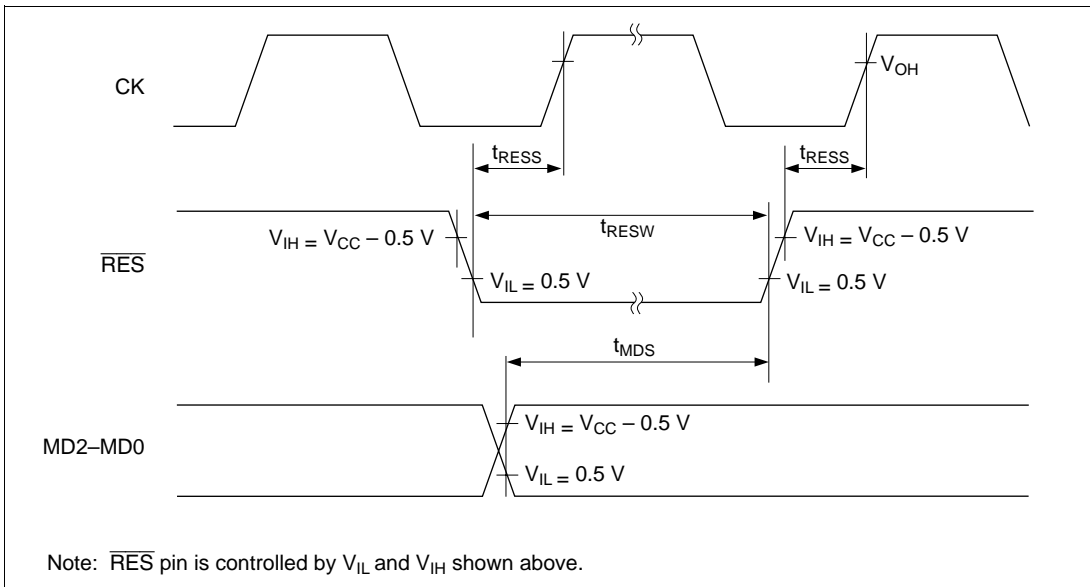 CK
V_OH
t_RESS
t_RESS
t_RESW
V_IH = V_CC – 0.5 V
V_IH = V_CC – 0.5 V
R̅E̅S̅
V_IL = 0.5 V
V_IL = 0.5 V
t_MDS
V_IH = V_CC – 0.5 V
MD2–MD0
V_IL = 0.5 V
Note: R̅E̅S̅ pin is controlled by V_IL and V_IH shown above.